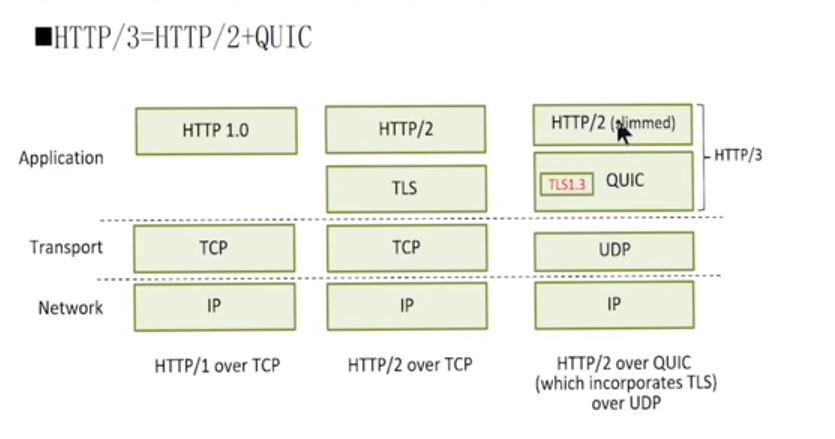 ■HTTP/3=HTTP/2+QUIC
HTTP 1.0
HTTP/2
HTTP/2 (slimmed)
Application
HTTP/3
TLS
TLS1.3
QUIC
Transport
TCP
TCP
UDP
Network
IP
IP
IP
HTTP/1 over TCP
HTTP/2 over TCP
HTTP/2 over QUIC
(which incorporates TLS)
over UDP